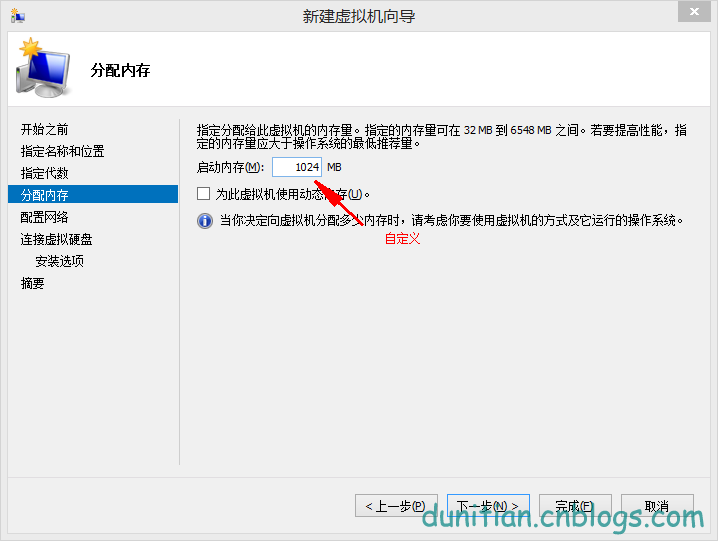 新建虚拟机向导
分配内存
开始之前
指定名称和位置
指定代数
分配内存
配置网络
连接虚拟硬盘
安装选项
摘要
指定分配给此虚拟机的内存量。指定的内存量可在 32 MB 到 6548 MB 之间。若要提高性能，指
定的内存量应大于操作系统的最低推荐量。
启动内存(M): 1024 MB
为此虚拟机使用动态内存(U)。
当你决定向虚拟机分配多少内存时，请考虑你要使用虚拟机的方式及它运行的操作系统。
自定义
< 上一步(P) 下一步(N) > 完成(F) 取消
dunitian.cnblogs.com